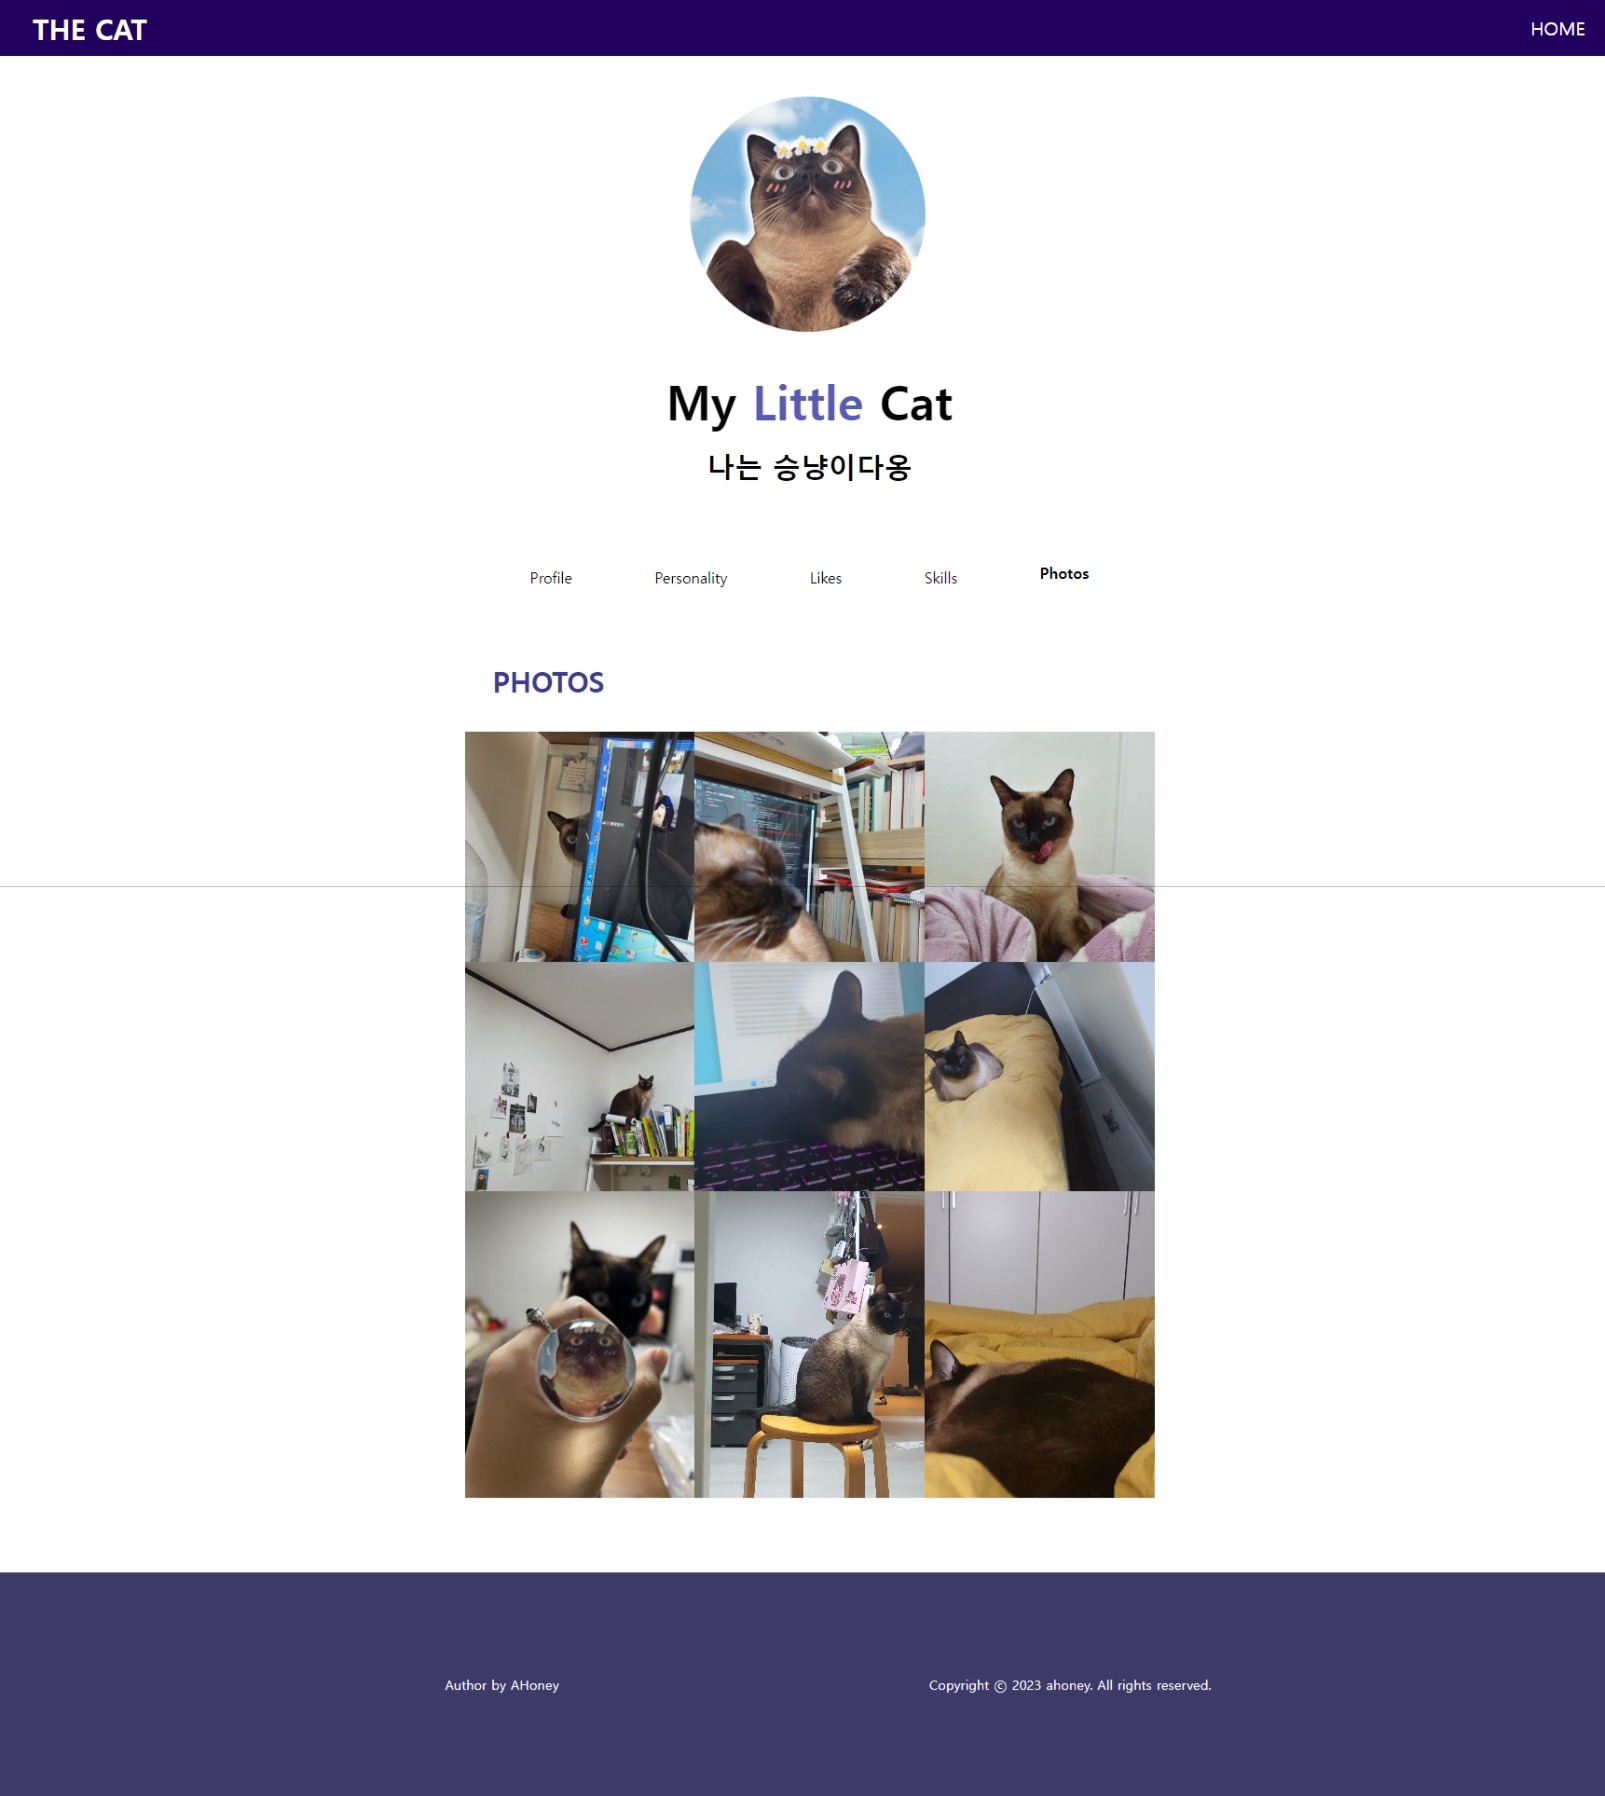 THE CAT
HOME
My Little Cat
나는 승냥이다옹
Profile
Personality
Likes
Skills
Photos
PHOTOS
Author by AHoney
Copyright © 2023 ahoney. All rights reserved.